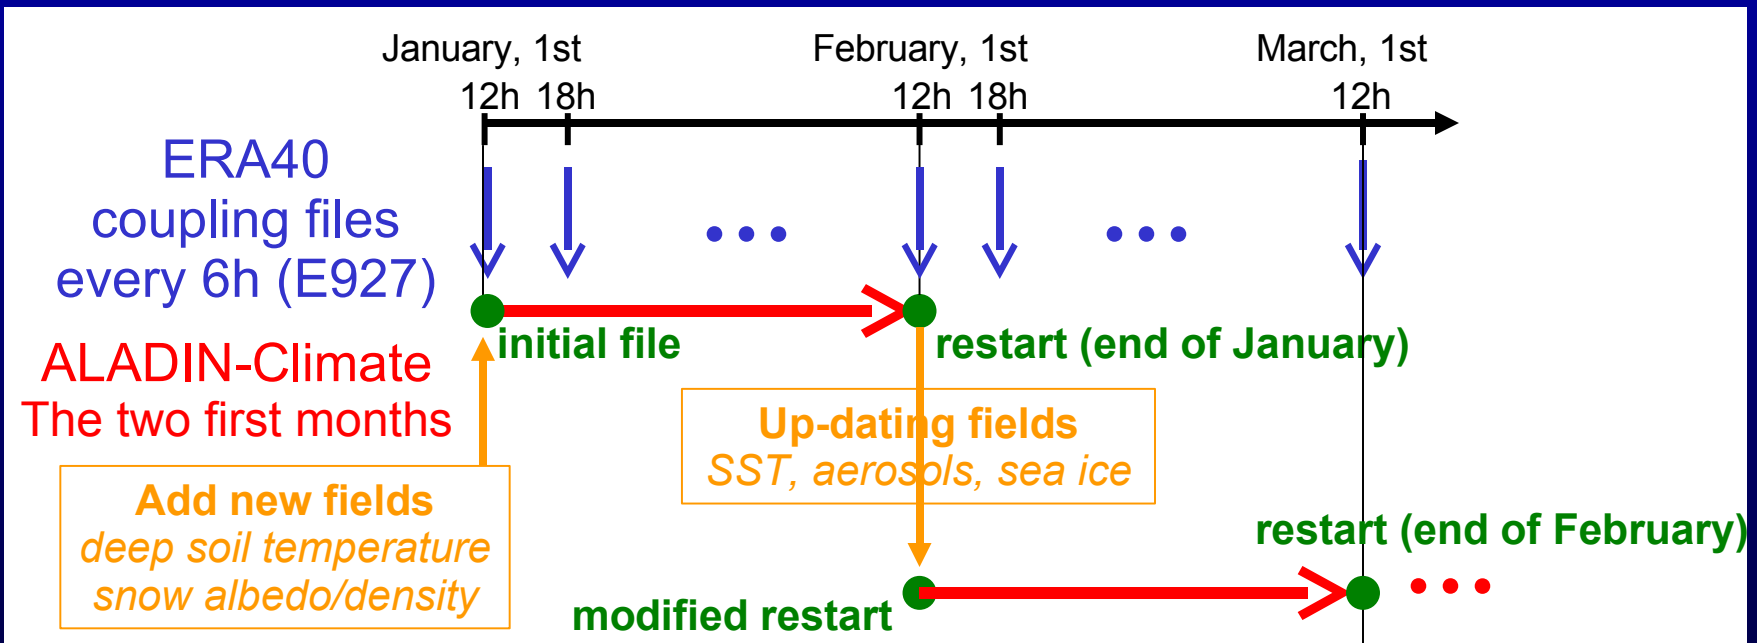 January, 1st
February, 1st
March, 1st
12h 18h
12h 18h
12h
ERA40
coupling files
every 6h (E927)
initial file
restart (end of January)
ALADIN-Climate
The two first months
Up-dating fields
SST, aerosols, sea ice
Add new fields
deep soil temperature
snow albedo/density
restart (end of February)
modified restart